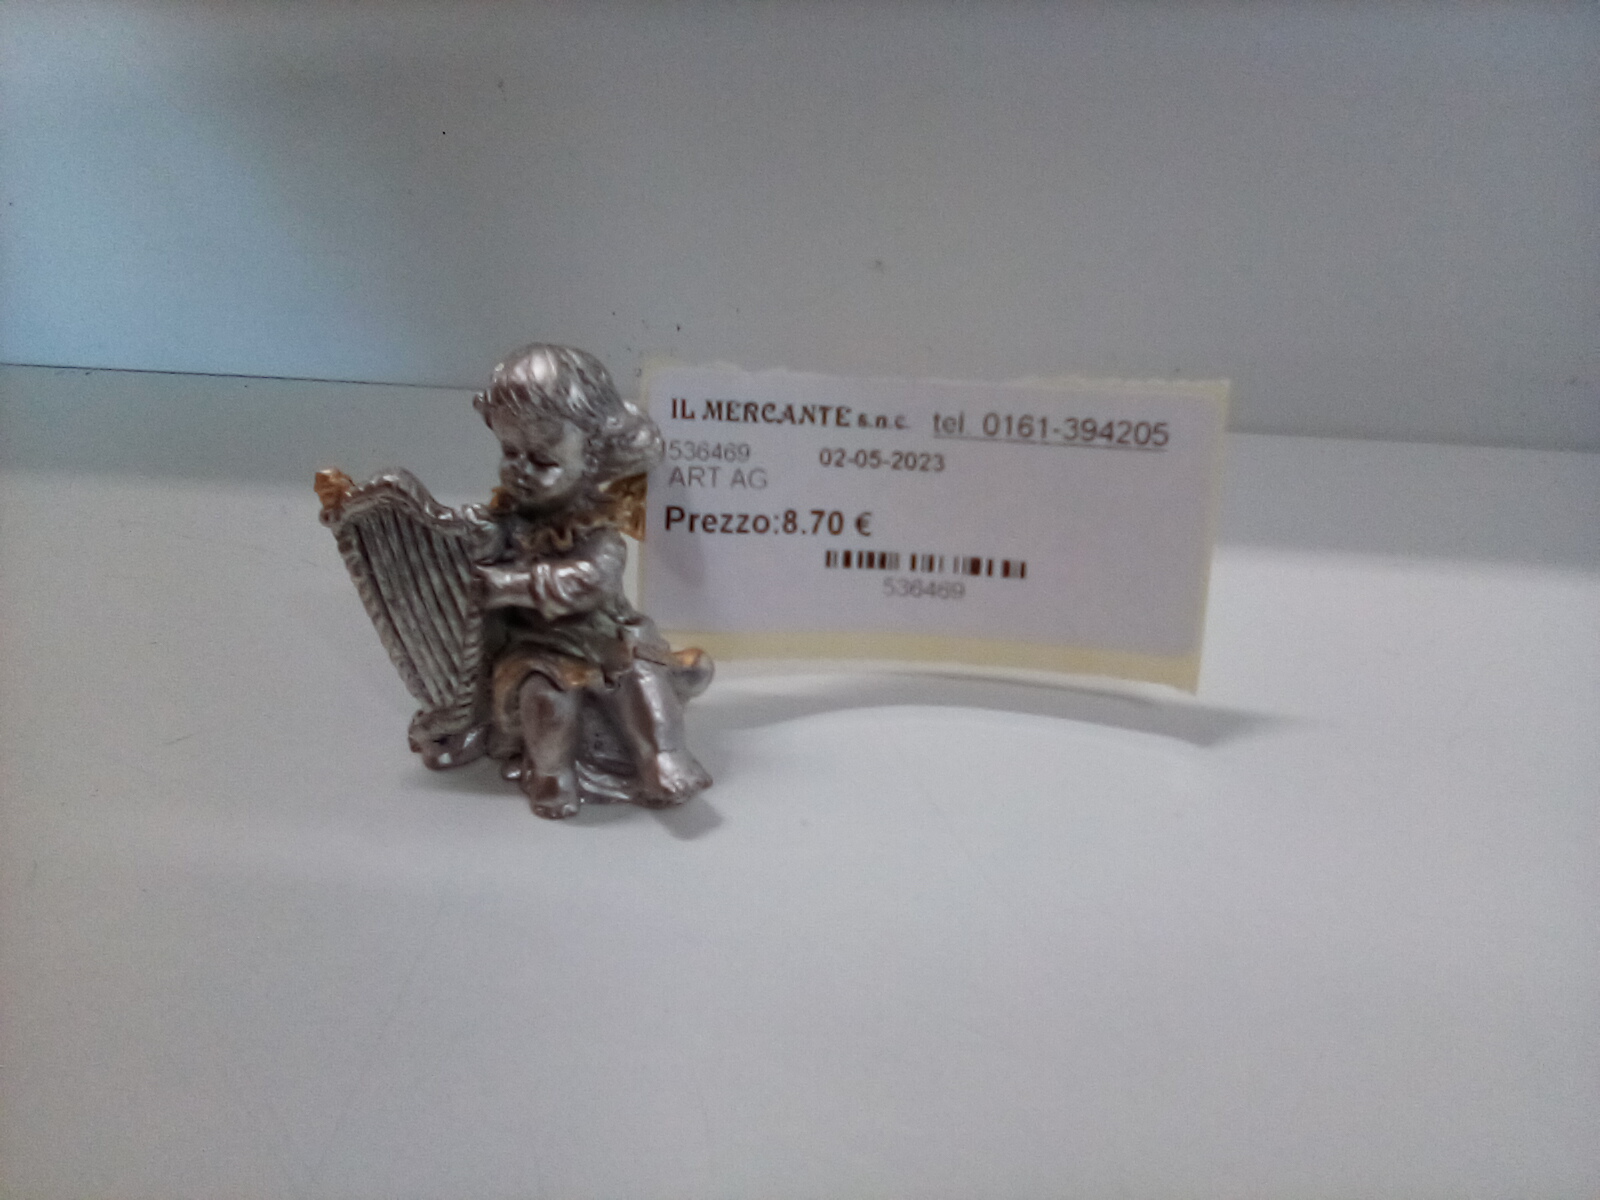 IL MERCANTE s.n.c. tel. 0161-394205
536469 02-05-2023
ART AG
Prezzo:8.70 €
536469